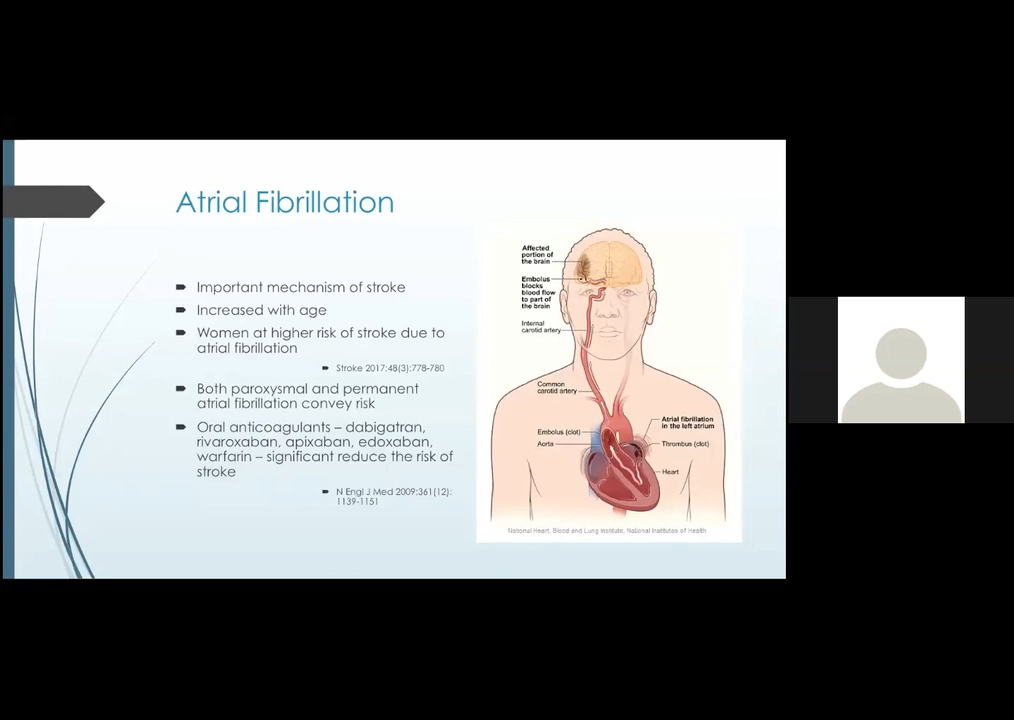 Atrial Fibrillation
Important mechanism of stroke
Increased with age
Women at higher risk of stroke due to
atrial fibrillation
Stroke 2017;48(3):778-780
Both paroxysmal and permanent
atrial fibrillation convey risk
Oral anticoagulants – dabigatran,
rivaroxaban, apixaban, edoxaban,
warfarin – significant reduce the risk of
stroke
N Engl J Med 2009;361(12):
1139-1151
Affected
portion of
the brain
Embolus
blocks
blood flow
to part of
the brain
Internal
carotid artery
Common
carotid artery
Atrial fibrillation
in the left atrium
Embolus (clot)
Aorta
Thrombus (clot)
Heart
National Heart, Blood and Lung Institute, National Institutes of Health